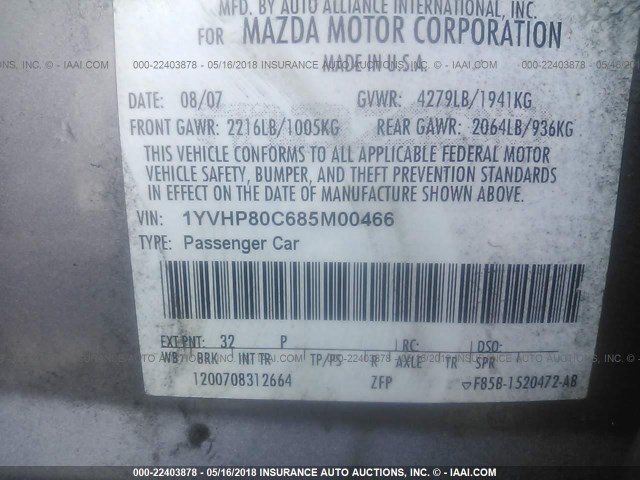 MFD. BY AUTO ALLIANCE INTERNATIONAL, INC.
FOR MAZDA MOTOR CORPORATION
MADE IN U.S.A.
000-22403878 - 05/16/2018 INSURANCE AUTO AUCTIONS, INC. - IAAI.COM
DATE: 08/07 GVWR: 4279LB/1941KG
FRONT GAWR: 2216LB/1005KG REAR GAWR: 2064LB/936KG
THIS VEHICLE CONFORMS TO ALL APPLICABLE FEDERAL MOTOR
VEHICLE SAFETY, BUMPER, AND THEFT PREVENTION STANDARDS
IN EFFECT ON THE DATE OF MANUFACTURE SHOWN ABOVE.
VIN: 1YVHP80C685M00466
TYPE: Passenger Car
EXT PNT: 32 P RC: DSO:
WB BRK INT TR TP/PS R AXLE TR SPR
1200708312664 ZFP F85B-1520472-AB
000-22403878 - 05/16/2018 INSURANCE AUTO AUCTIONS, INC. - IAAI.COM